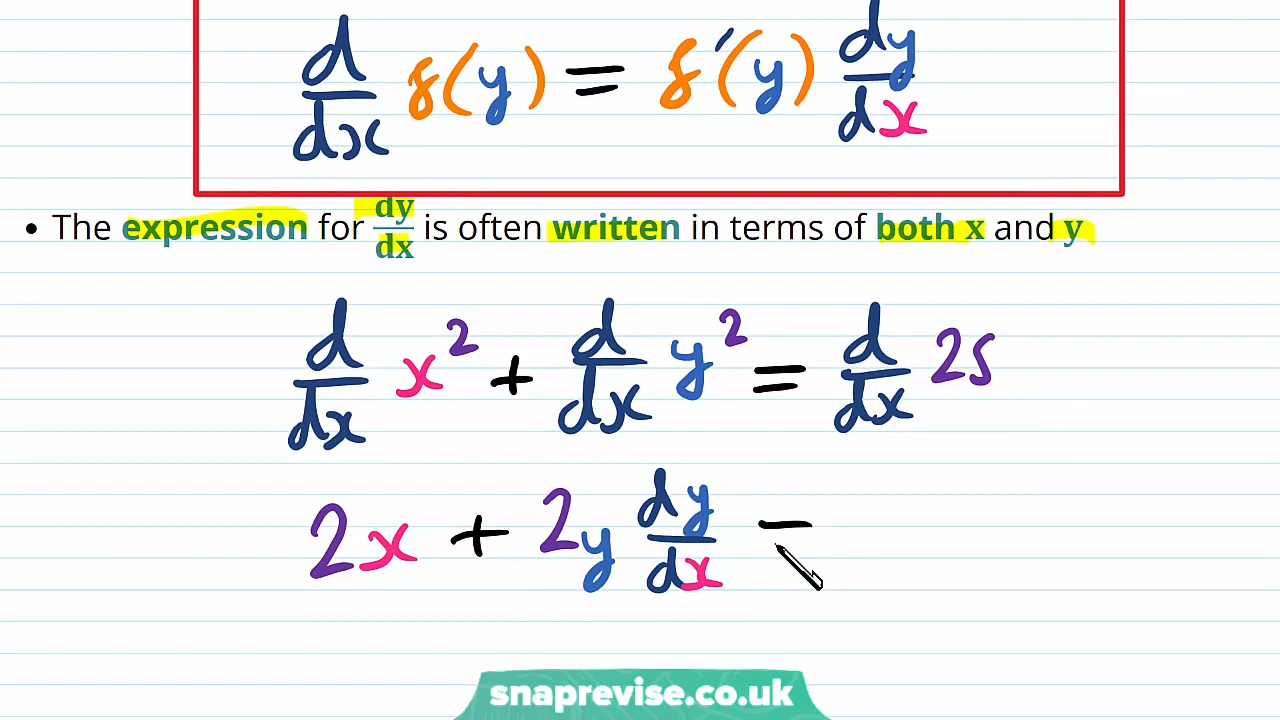 d/dx f(y) = f'(y) dy/dx
• The expression for dy/dx is often written in terms of both x and y
d/dx x² + d/dx y² = d/dx 25
2x + 2y dy/dx −
snaprevise.co.uk